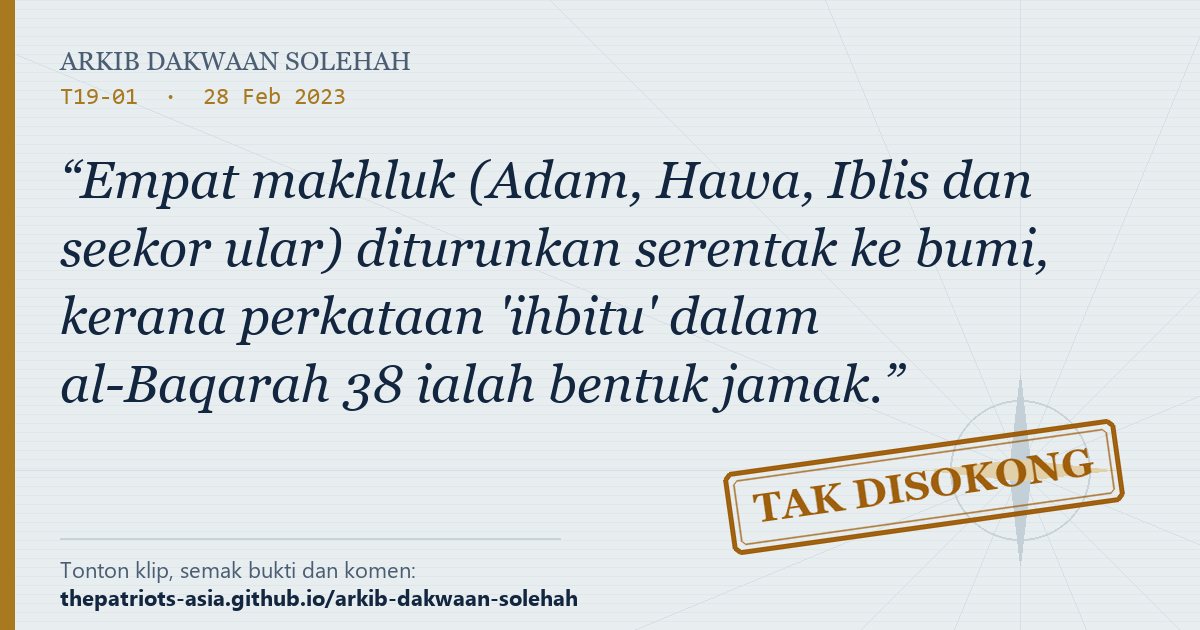 ARKIB DAKWAAN SOLEHAH
T19-01 · 28 Feb 2023
“Empat makhluk (Adam, Hawa, Iblis dan
seekor ular) diturunkan serentak ke bumi,
kerana perkataan 'ihbitu' dalam
al-Baqarah 38 ialah bentuk jamak.”
TAK DISOKONG
Tonton klip, semak bukti dan komen:
thepatriots-asia.github.io/arkib-dakwaan-solehah